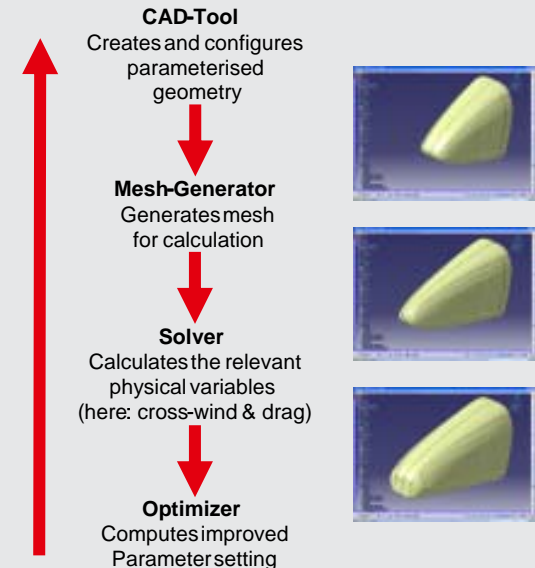 CAD-Tool
Creates and configures
parameterised
geometry
Mesh-Generator
Generates mesh
for calculation
Solver
Calculates the relevant
physical variables
(here: cross-wind & drag)
Optimizer
Computes improved
Parameter setting